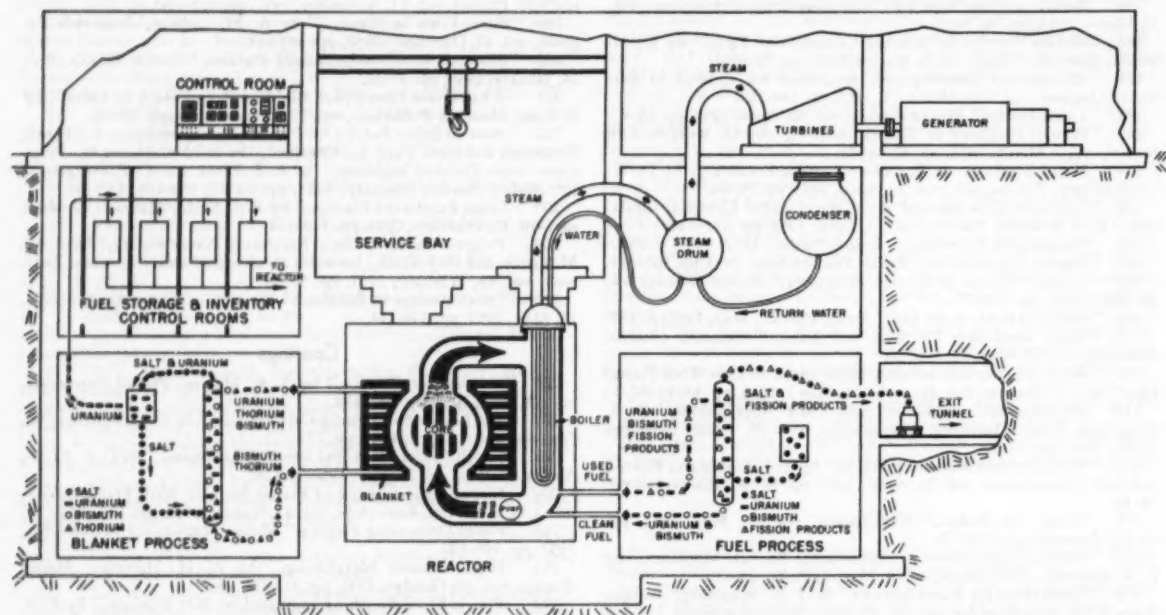 CONTROL ROOM
STEAM
TURBINES
GENERATOR
STEAM
WATER
CONDENSER
SERVICE BAY
STEAM
DRUM
TO
REACTOR
FUEL STORAGE & INVENTORY
CONTROL ROOMS
RETURN WATER
SALT & URANIUM
URANIUM
SALT
URANIUM
THORIUM
BISMUTH
BISMUTH
THORIUM
CORE
BLANKET
BOILER
PUMP
URANIUM
BISMUTH
FISSION
PRODUCTS
SALT &
FISSION PRODUCTS
EXIT
TUNNEL
USED
FUEL
CLEAN
FUEL
SALT
URANIUM &
BISMUTH
SALT
URANIUM
BISMUTH
THORIUM
BLANKET PROCESS
SALT
URANIUM
BISMUTH
FISSION PRODUCTS
FUEL PROCESS
REACTOR